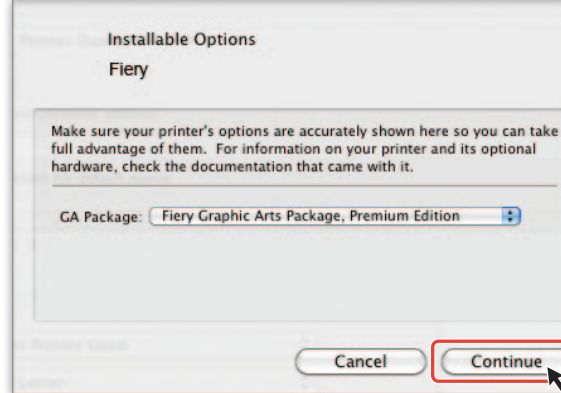 Installable Options
Fiery
Make sure your printer's options are accurately shown here so you can take
full advantage of them.  For information on your printer and its optional
hardware, check the documentation that came with it.
GA Package: Fiery Graphic Arts Package, Premium Edition
Cancel Continue